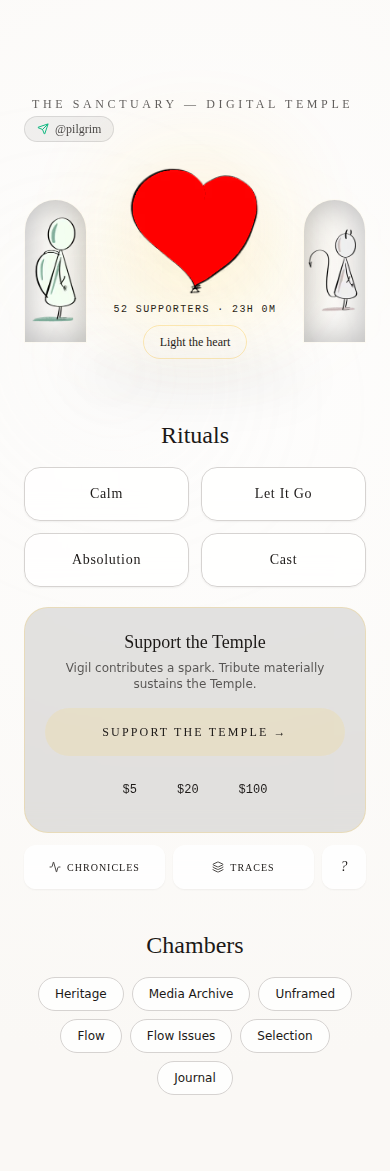 THE SANCTUARY — DIGITAL TEMPLE
@pilgrim
52 SUPPORTERS · 23H 0M
Light the heart
Rituals
Calm
Let It Go
Absolution
Cast
Support the Temple
Vigil contributes a spark. Tribute materially
sustains the Temple.
SUPPORT THE TEMPLE →
$5 $20 $100
CHRONICLES
TRACES
?
Chambers
Heritage
Media Archive
Unframed
Flow
Flow Issues
Selection
Journal